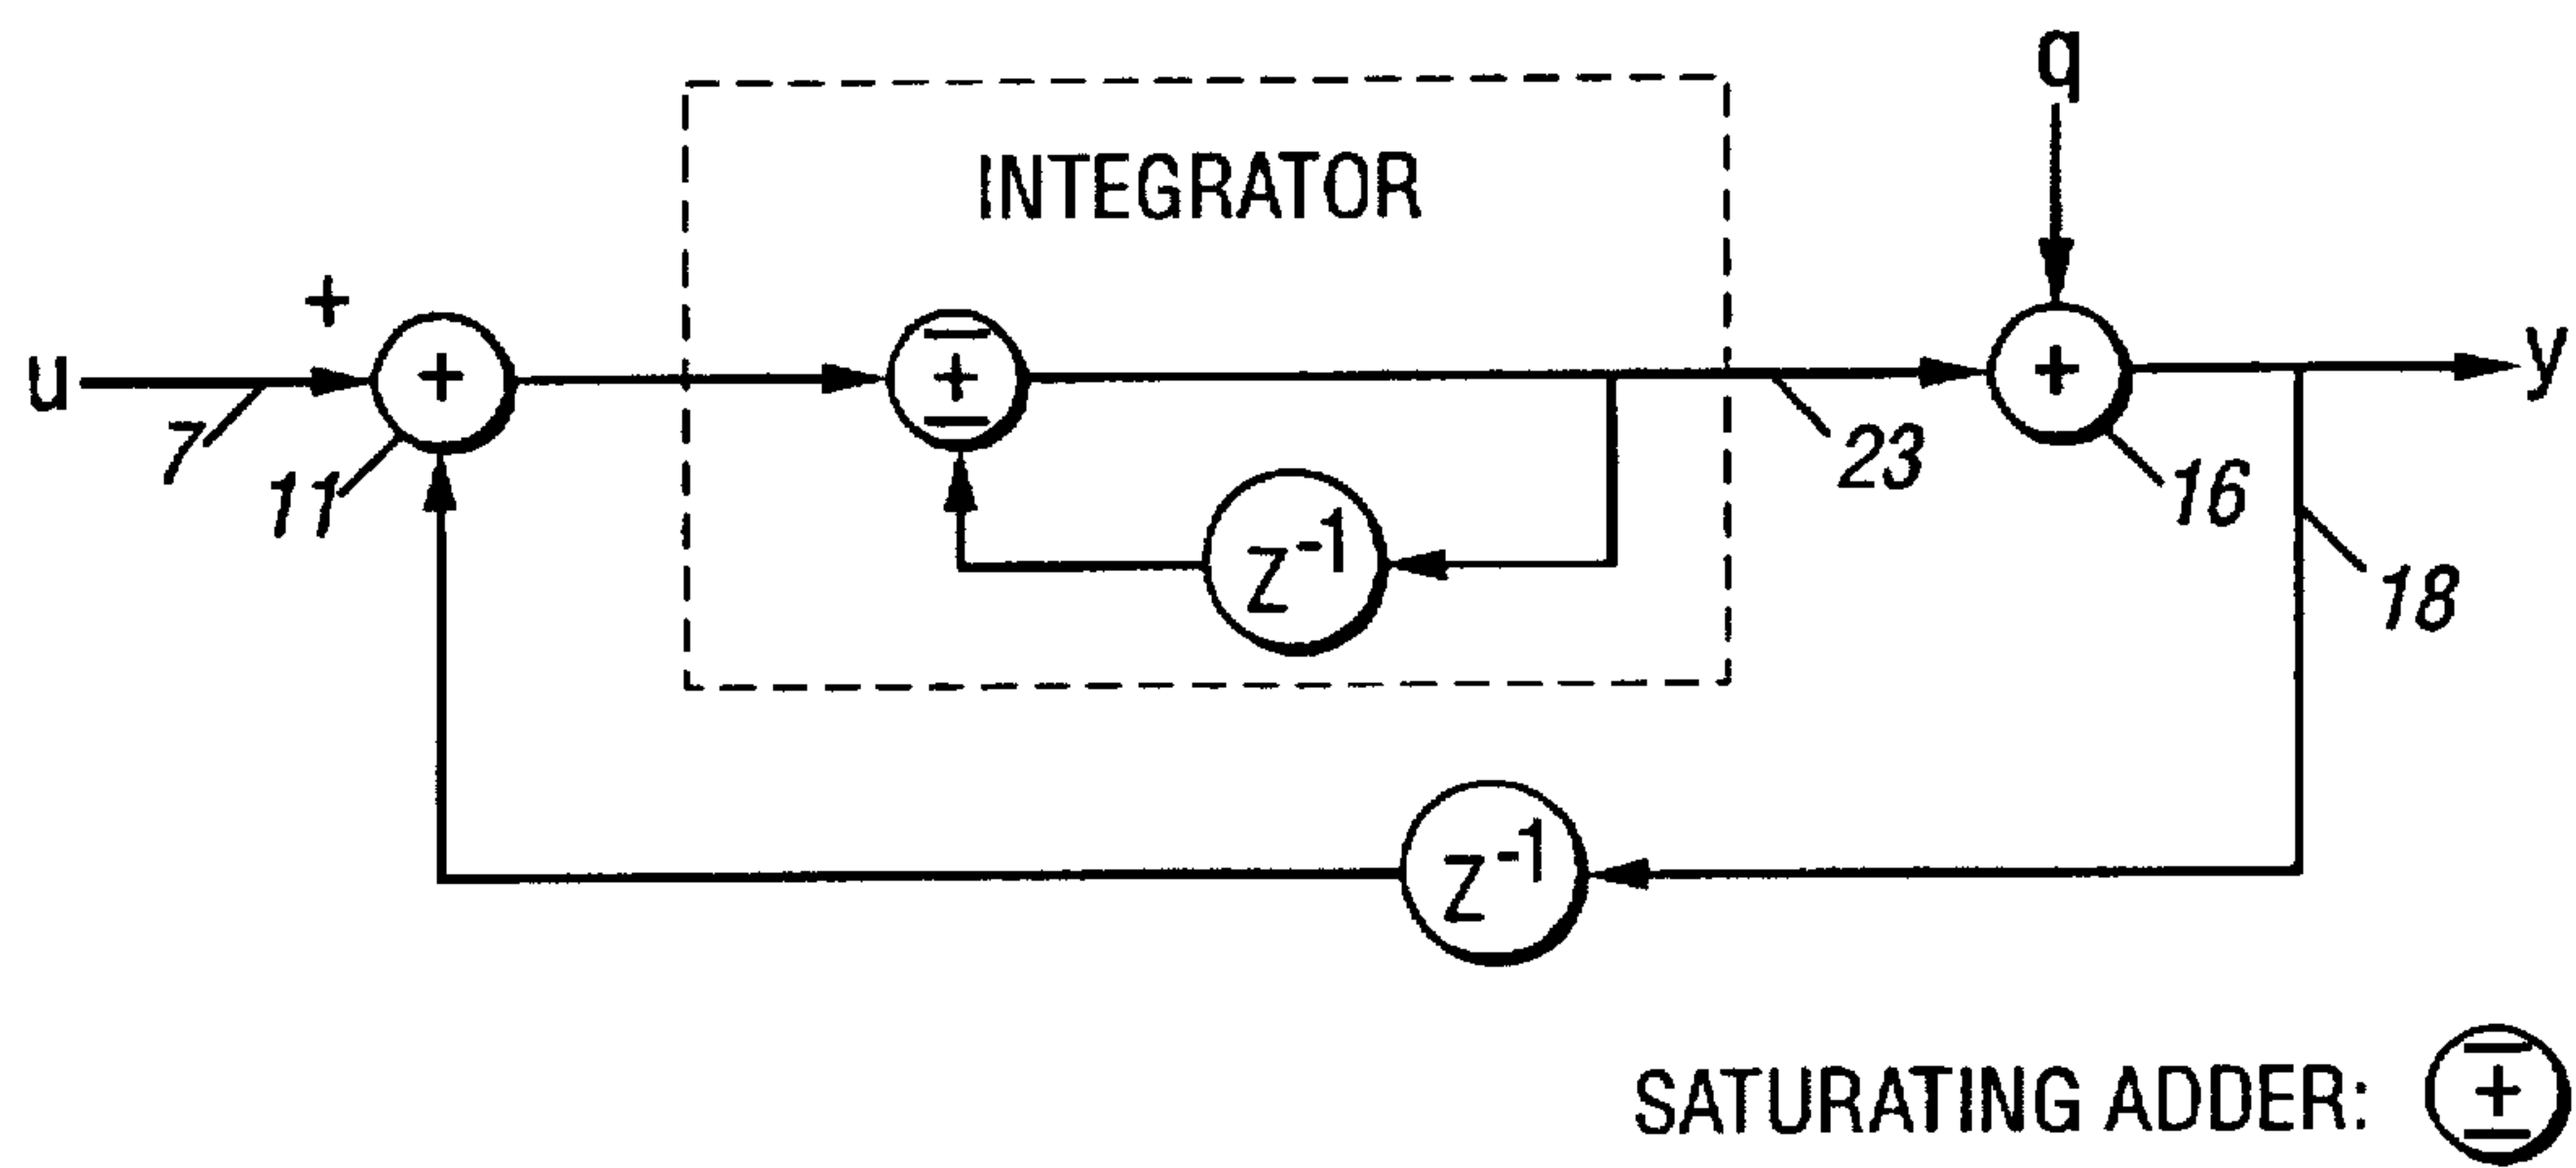 q
INTEGRATOR
+
u
+
+
+
y
7
11
23
16
Z⁻¹
18
Z⁻¹
SATURATING ADDER: +